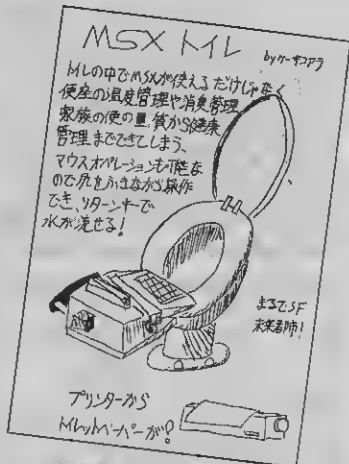 MSXトイレ
byケーキコアラ
トイレの中でMSXが使えるだけじゃなく
便座の温度管理や消臭管理
家族の便の量、質から健康
管理までできてしまう。
マウスオペレーションも可能な
ので尻をふきながら操作
でき、リターンキーで
水が流せる!
まるでSF
未来都市!
プリンターから
トイレットペーパーが!?